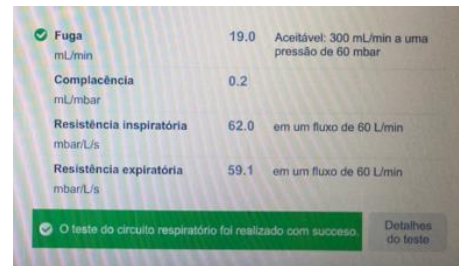 Fuga 19.0 Aceitável: 300 mL/min a uma
mL/min pressão de 60 mbar
Complacência 0.2
mL/mbar
Resistência inspiratória 62.0 em um fluxo de 60 L/min
mbar/L/s
Resistência expiratória 59.1 em um fluxo de 60 L/min
mbar/L/s
O teste do circuito respiratório foi realizado com sucesso. Detalhes
do teste